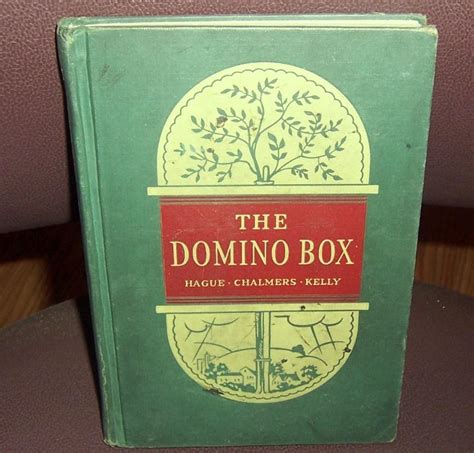 THE
DOMINO BOX
HAGUE · CHALMERS · KELLY